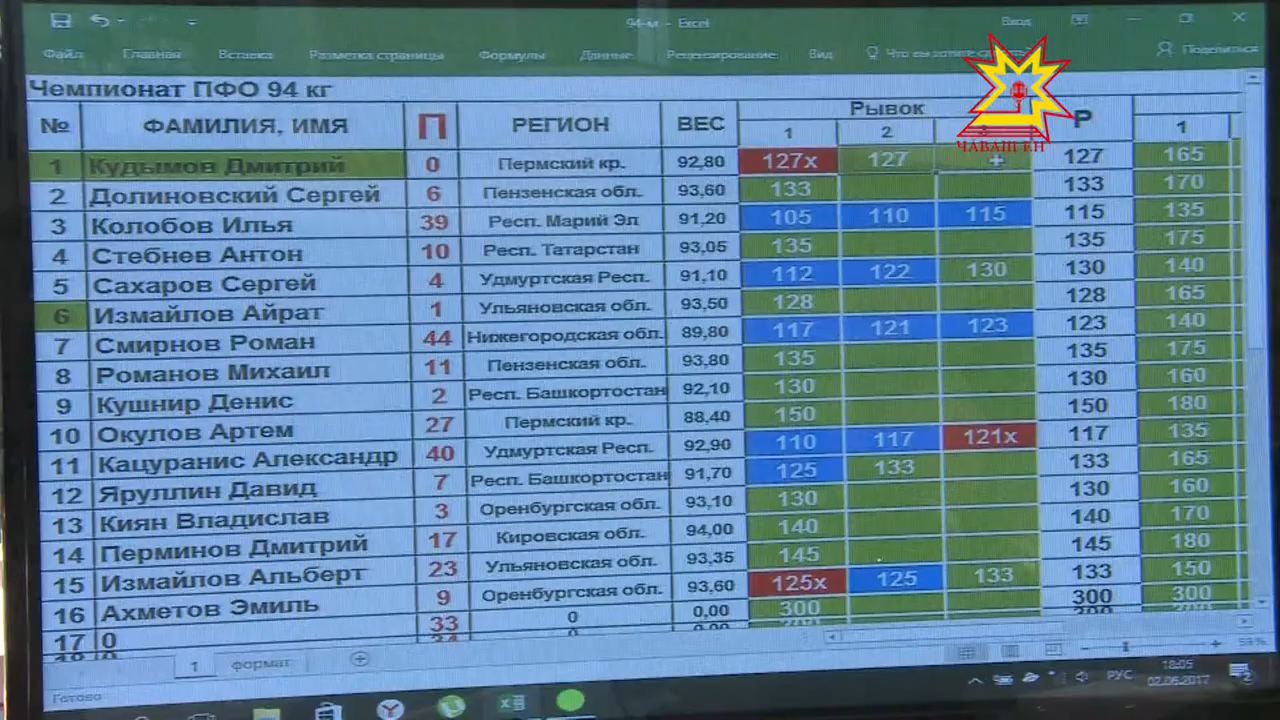 94-м - Excel Вход
Файл Главная Вставка Разметка страницы Формулы Данные Рецензирование Вид Что вы хотите Поделиться
ЧĂВАШ ЕН
Чемпионат ПФО 94 кг
№ ФАМИЛИЯ, ИМЯ П РЕГИОН ВЕС Рывок Р
1 2 3 1
1 Кудымов Дмитрий 0 Пермский кр. 92,80 127x 127 127 165
2 Долиновский Сергей 6 Пензенская обл. 93,60 133 133 170
3 Колобов Илья 39 Респ. Марий Эл 91,20 105 110 115 115 135
4 Стебнев Антон 10 Респ. Татарстан 93,05 135 135 175
5 Сахаров Сергей 4 Удмуртская Респ. 91,10 112 122 130 130 140
6 Измайлов Айрат 1 Ульяновская обл. 93,50 128 128 165
7 Смирнов Роман 44 Нижегородская обл. 89,80 117 121 123 123 140
8 Романов Михаил 11 Пензенская обл. 93,80 135 135 175
9 Кушнир Денис 2 Респ. Башкортостан 92,10 130 130 160
10 Окулов Артем 27 Пермский кр. 88,40 150 150 180
11 Кацуранис Александр 40 Удмуртская Респ. 92,90 110 117 121x 117 135
12 Яруллин Давид 7 Респ. Башкортостан 91,70 125 133 133 165
13 Киян Владислав 3 Оренбургская обл. 93,10 130 130 160
14 Перминов Дмитрий 17 Кировская обл. 94,00 140 140 170
15 Измайлов Альберт 23 Ульяновская обл. 93,35 145 145 180
16 Ахметов Эмиль 9 Оренбургская обл. 93,60 125x 125 133 133 150
17 0 33 0 0,00 300 300 300
1 формат
Готово 59%
РУС 18:05
02.06.2017 2